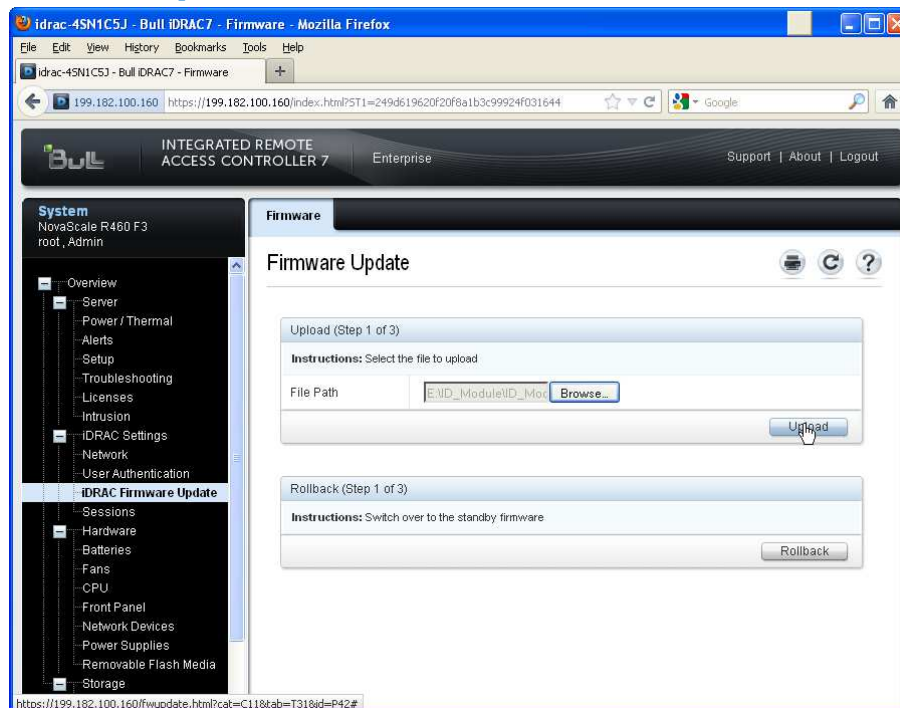 idrac-4SN1C5J - Bull iDRAC7 - Firmware - Mozilla Firefox
File Edit View History Bookmarks Tools Help
idrac-4SN1C5J - Bull iDRAC7 - Firmware +
199.182.100.160 https://199.182.100.160/index.html?ST1=249d619620f20f8a1b3c99924f031644 Google
Bull INTEGRATED REMOTE
ACCESS CONTROLLER 7 Enterprise Support | About | Logout
System
NovaScale R460 F3
root , Admin
Firmware
Firmware Update
Overview
Server
Power / Thermal
Alerts
Setup
Troubleshooting
Licenses
Intrusion
iDRAC Settings
Network
User Authentication
iDRAC Firmware Update
Sessions
Hardware
Batteries
Fans
CPU
Front Panel
Network Devices
Power Supplies
Removable Flash Media
Storage
Upload (Step 1 of 3)
Instructions: Select the file to upload
File Path E:\ID_Module\ID_Moc Browse...
Upload
Rollback (Step 1 of 3)
Instructions: Switch over to the standby firmware
Rollback
https://199.182.100.160/fwupdate.html?cat=C11&tab=T31&id=P42#